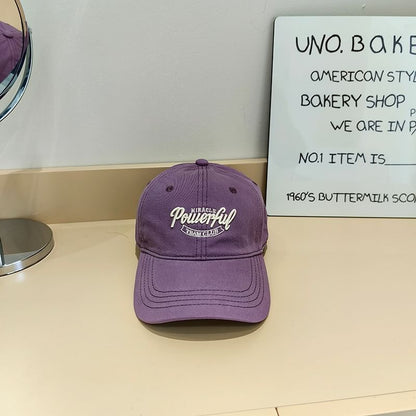 MIRACLE
Powerful
TEAM CLUB
UNO. BAKE
AMERICAN STYL
BAKERY SHOP
WE ARE IN
NO.1 ITEM IS
1960'S BUTTERMILK SCO